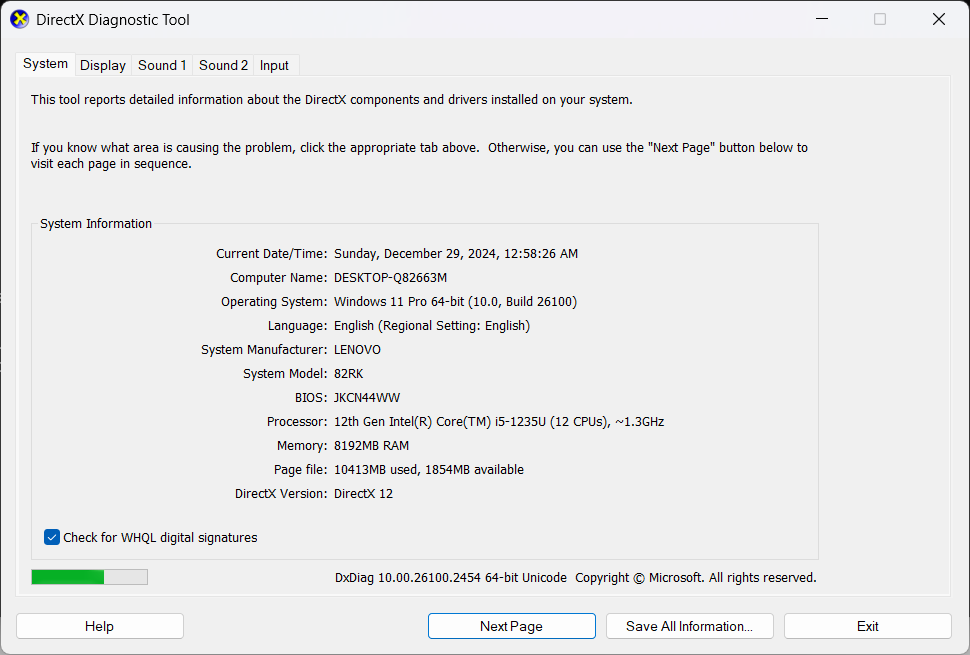 DirectX Diagnostic Tool
System Display Sound 1 Sound 2 Input
This tool reports detailed information about the DirectX components and drivers installed on your system.
If you know what area is causing the problem, click the appropriate tab above.  Otherwise, you can use the "Next Page" button below to
visit each page in sequence.
System Information
Current Date/Time: Sunday, December 29, 2024, 12:58:26 AM
Computer Name: DESKTOP-Q82663M
Operating System: Windows 11 Pro 64-bit (10.0, Build 26100)
Language: English (Regional Setting: English)
System Manufacturer: LENOVO
System Model: 82RK
BIOS: JKCN44WW
Processor: 12th Gen Intel(R) Core(TM) i5-1235U (12 CPUs), ~1.3GHz
Memory: 8192MB RAM
Page file: 10413MB used, 1854MB available
DirectX Version: DirectX 12
Check for WHQL digital signatures
DxDiag 10.00.26100.2454 64-bit Unicode  Copyright © Microsoft. All rights reserved.
Help Next Page Save All Information... Exit